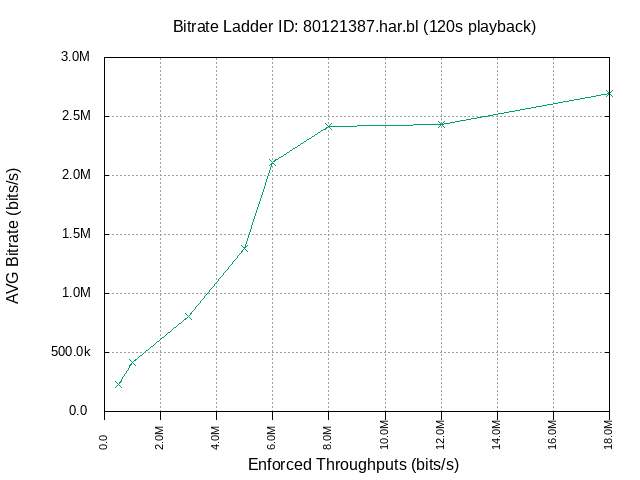 Bitrate Ladder ID: 80121387.har.bl (120s playback)
3.0M
2.5M
2.0M
1.5M
1.0M
500.0k
0.0
AVG Bitrate (bits/s)
0.0 2.0M 4.0M 6.0M 8.0M 10.0M 12.0M 14.0M 16.0M 18.0M
Enforced Throughputs (bits/s)